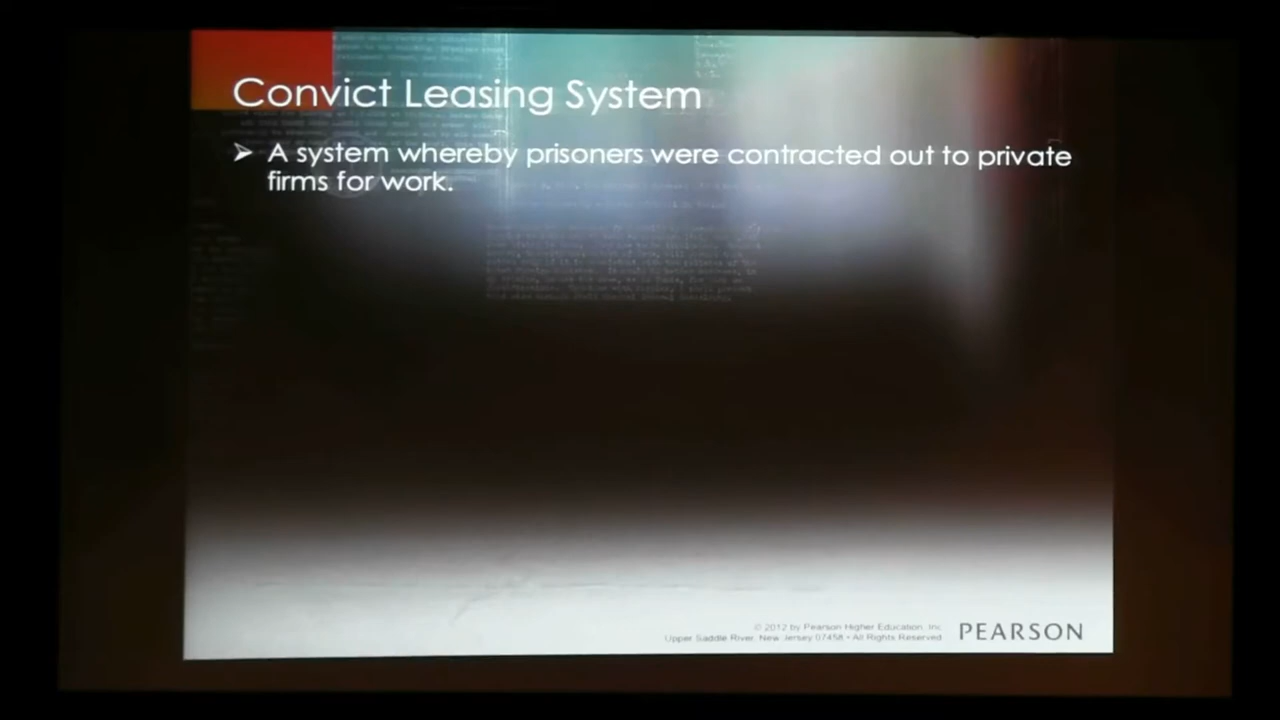 Convict Leasing System
➢ A system whereby prisoners were contracted out to private
firms for work.
© 2012 by Pearson Higher Education, Inc
Upper Saddle River, New Jersey 07458 • All Rights Reserved
PEARSON